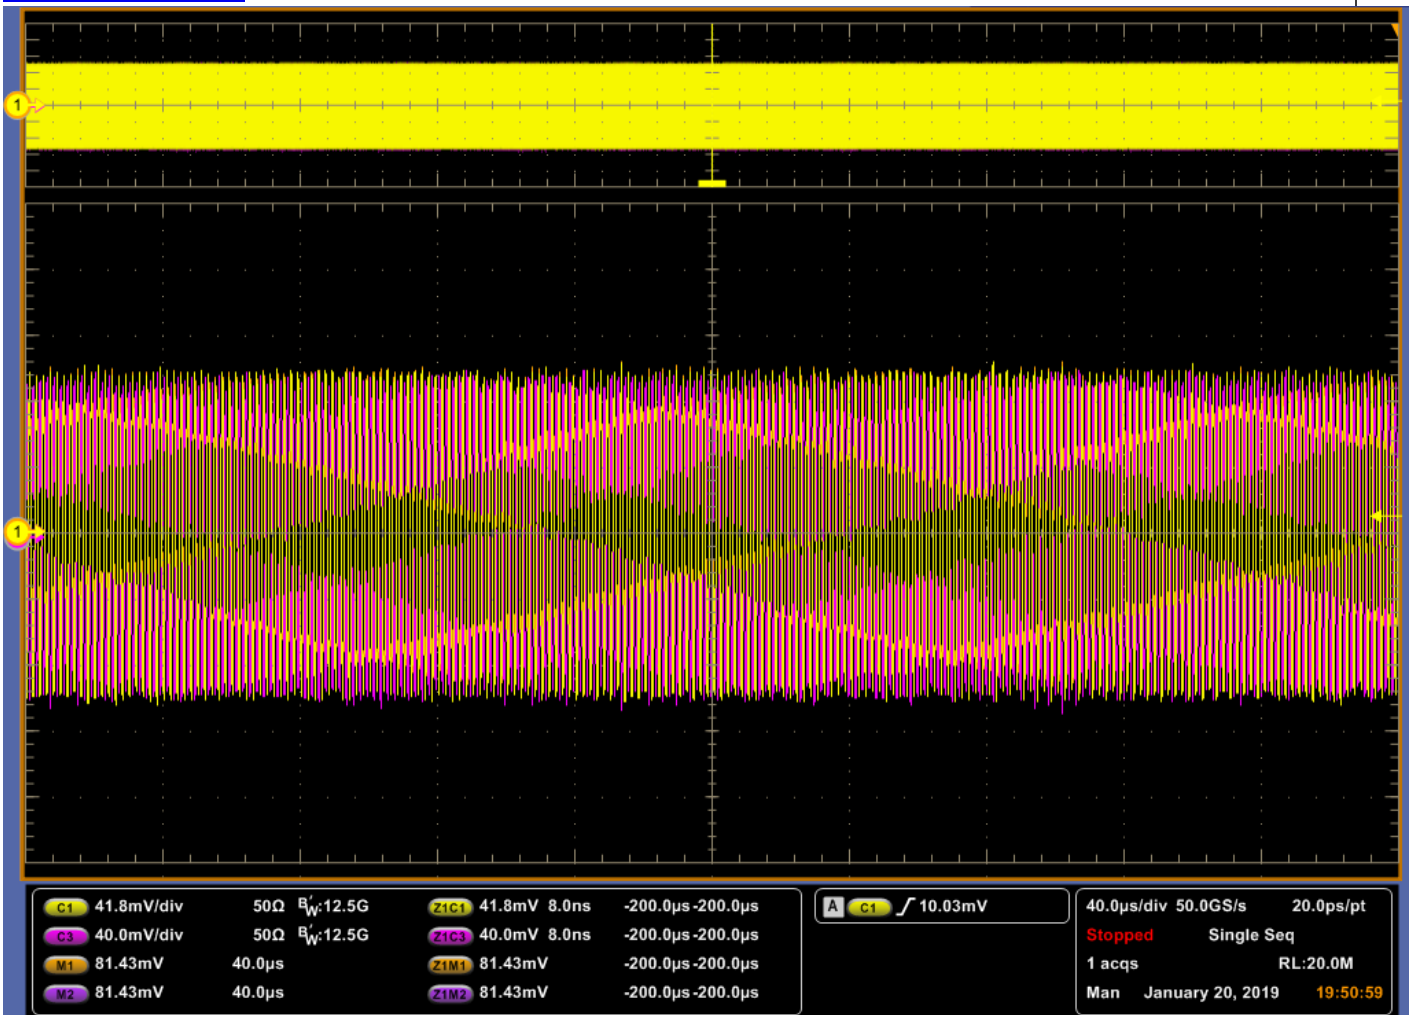 1
1
C1 41.8mV/div 50Ω BW:12.5G Z1C1 41.8mV 8.0ns -200.0µs-200.0µs
C3 40.0mV/div 50Ω BW:12.5G Z1C3 40.0mV 8.0ns -200.0µs-200.0µs
M1 81.43mV 40.0µs Z1M1 81.43mV -200.0µs-200.0µs
M2 81.43mV 40.0µs Z1M2 81.43mV -200.0µs-200.0µs
A C1 10.03mV
40.0µs/div 50.0GS/s 20.0ps/pt
Stopped Single Seq
1 acqs RL:20.0M
Man January 20, 2019 19:50:59